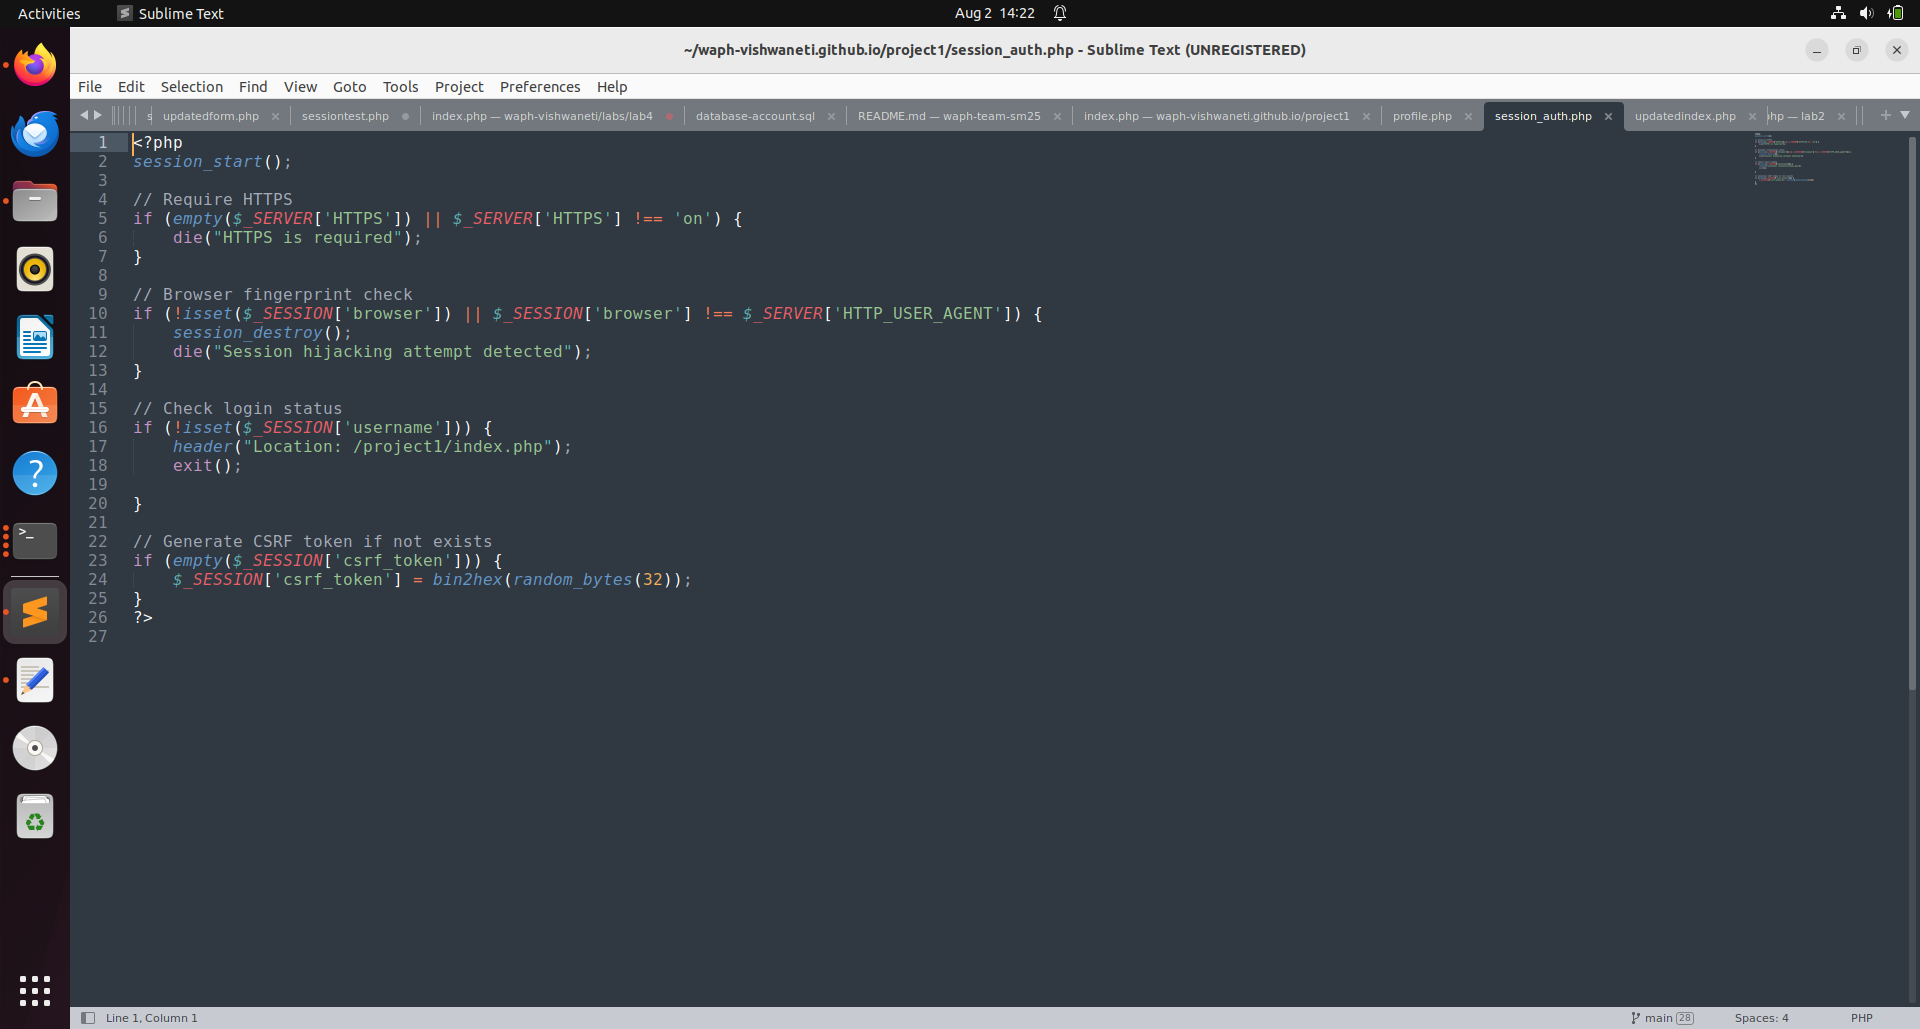 Activities
Sublime Text
Aug 2 14:22
~/waph-vishwaneti.github.io/project1/session_auth.php - Sublime Text (UNREGISTERED)
File Edit Selection Find View Goto Tools Project Preferences Help
s updatedform.php sessiontest.php index.php — waph-vishwaneti/labs/lab4 database-account.sql README.md — waph-team-sm25 index.php — waph-vishwaneti.github.io/project1 profile.php session_auth.php updatedindex.php hp — lab2
1 <?php
2 session_start();
3
4 // Require HTTPS
5 if (empty($_SERVER['HTTPS']) || $_SERVER['HTTPS'] !== 'on') {
6     die("HTTPS is required");
7 }
8
9 // Browser fingerprint check
10 if (!isset($_SESSION['browser']) || $_SESSION['browser'] !== $_SERVER['HTTP_USER_AGENT']) {
11     session_destroy();
12     die("Session hijacking attempt detected");
13 }
14
15 // Check login status
16 if (!isset($_SESSION['username'])) {
17     header("Location: /project1/index.php");
18     exit();
19
20 }
21
22 // Generate CSRF token if not exists
23 if (empty($_SESSION['csrf_token'])) {
24     $_SESSION['csrf_token'] = bin2hex(random_bytes(32));
25 }
26 ?>
27
Line 1, Column 1
main 28
Spaces: 4
PHP